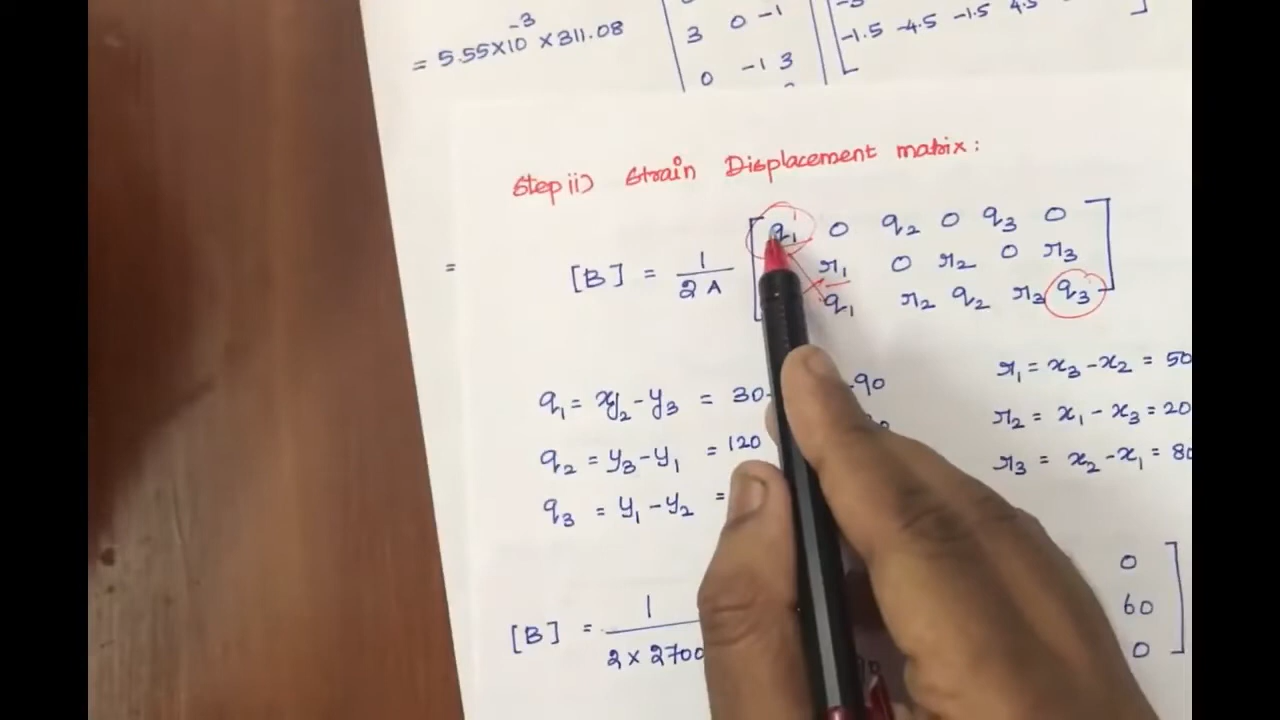 = 5.55×10⁻³ ×311.08
3 0 -1
0 -1 3
-1.5 -4.5 -1.5 4.5
Step ii) Strain Displacement matrix:
=
[B] = 1/2A
q₁ 0 q₂ 0 q₃ 0
r₁ 0 r₂ 0 r₃
q₁ r₂ q₂ r₃ q₃
q₁ = y₂ - y₃ = 30 - 90
r₁ = x₃ - x₂ = 50
q₂ = y₃ - y₁ = 120
r₂ = x₁ - x₃ = 20
q₃ = y₁ - y₂ =
r₃ = x₂ - x₁ = 80
[B] = 1/2×2700
0
60
0